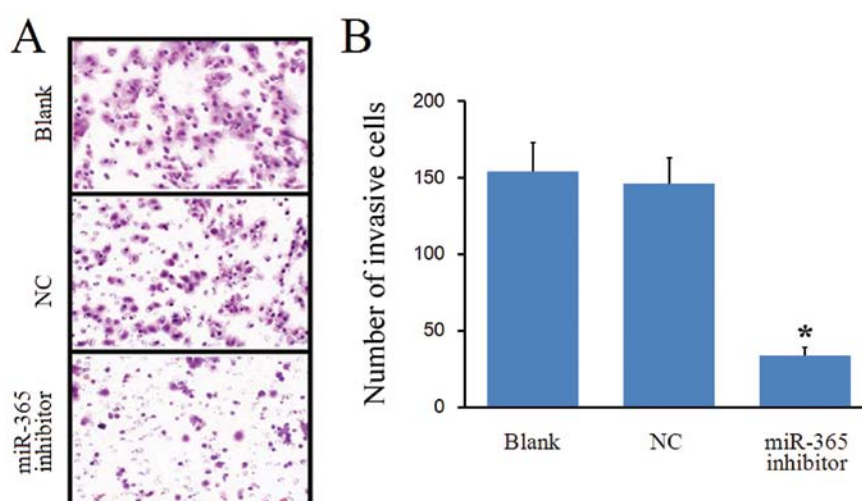 A
Blank
NC
miR-365
inhibitor
B
Number of invasive cells
200
150
100
50
0
*
Blank
NC
miR-365
inhibitor